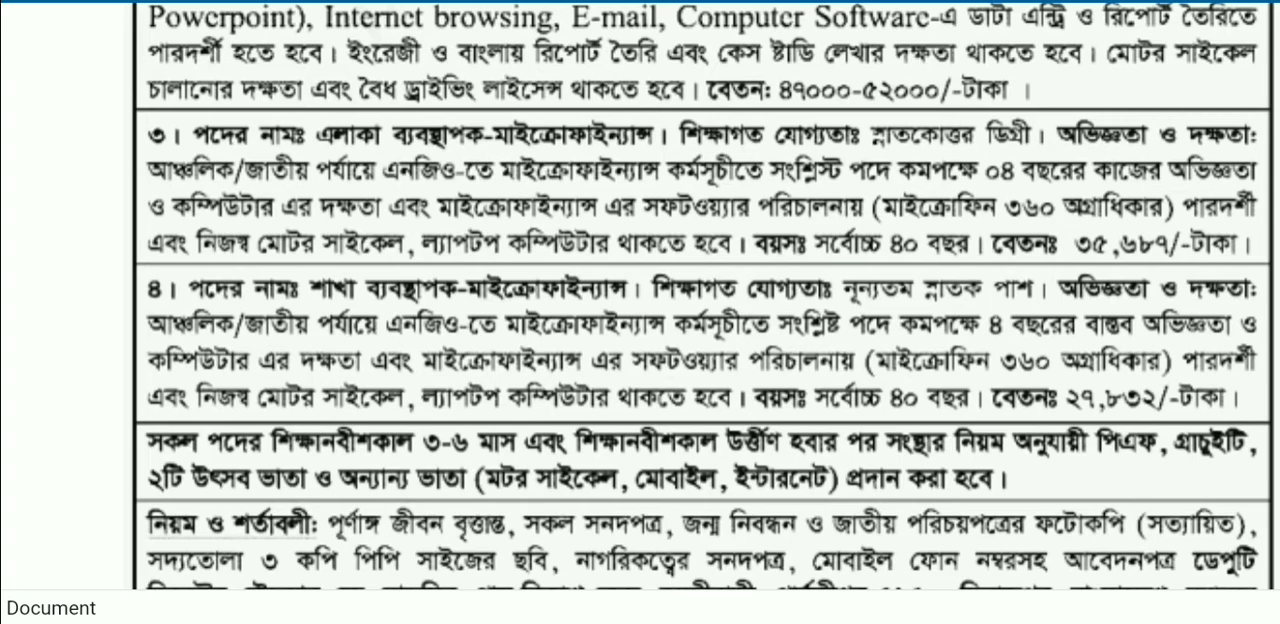 Powerpoint), Internet browsing, E-mail, Computer Software-এ ডাটা এন্ট্রি ও রিপোর্ট তৈরিতে
পারদর্শী হতে হবে। ইংরেজী ও বাংলায় রিপোর্ট তৈরি এবং কেস ষ্টাডি লেখার দক্ষতা থাকতে হবে। মোটর সাইকেল
চালানোর দক্ষতা এবং বৈধ ড্রাইভিং লাইসেন্স থাকতে হবে। বেতন: ৪৭০০০-৫২০০০/-টাকা ।
৩। পদের নামঃ এলাকা ব্যবস্থাপক-মাইক্রোফাইন্যান্স। শিক্ষাগত যোগ্যতাঃ স্নাতকোত্তর ডিগ্রী। অভিজ্ঞতা ও দক্ষতা:
আঞ্চলিক/জাতীয় পর্যায়ে এনজিও-তে মাইক্রোফাইন্যান্স কর্মসূচীতে সংশ্লিস্ট পদে কমপক্ষে ০৪ বছরের কাজের অভিজ্ঞতা
ও কম্পিউটার এর দক্ষতা এবং মাইক্রোফাইন্যান্স এর সফটওয়্যার পরিচালনায় (মাইক্রোফিন ৩৬০ অগ্রাধিকার) পারদর্শী
এবং নিজস্ব মোটর সাইকেল, ল্যাপটপ কম্পিউটার থাকতে হবে। বয়সঃ সর্বোচ্চ ৪০ বছর। বেতনঃ ৩৫,৬৮৭/-টাকা।
৪। পদের নামঃ শাখা ব্যবস্থাপক-মাইক্রোফাইন্যান্স। শিক্ষাগত যোগ্যতাঃ নূন্যতম স্নাতক পাশ। অভিজ্ঞতা ও দক্ষতা:
আঞ্চলিক/জাতীয় পর্যায়ে এনজিও-তে মাইক্রোফাইন্যান্স কর্মসূচীতে সংশ্লিষ্ট পদে কমপক্ষে ৪ বছরের বাস্তব অভিজ্ঞতা ও
কম্পিউটার এর দক্ষতা এবং মাইক্রোফাইন্যান্স এর সফটওয়্যার পরিচালনায় (মাইক্রোফিন ৩৬০ অগ্রাধিকার) পারদর্শী
এবং নিজস্ব মোটর সাইকেল, ল্যাপটপ কম্পিউটার থাকতে হবে। বয়সঃ সর্বোচ্চ ৪০ বছর। বেতনঃ ২৭,৮৩২/-টাকা।
সকল পদের শিক্ষানবীশকাল ৩-৬ মাস এবং শিক্ষানবীশকাল উর্ত্তীণ হবার পর সংস্থার নিয়ম অনুযায়ী পিএফ, গ্রাচুইটি,
২টি উৎসব ভাতা ও অন্যান্য ভাতা (মটর সাইকেল, মোবাইল, ইন্টারনেট) প্রদান করা হবে।
নিয়ম ও শর্তাবলী: পূর্ণাঙ্গ জীবন বৃত্তান্ত, সকল সনদপত্র, জন্ম নিবন্ধন ও জাতীয় পরিচয়পত্রের ফটোকপি (সত্যায়িত),
সদ্যতোলা ৩ কপি পিপি সাইজের ছবি, নাগরিকত্বের সনদপত্র, মোবাইল ফোন নম্বরসহ আবেদনপত্র ডেপুটি
Document